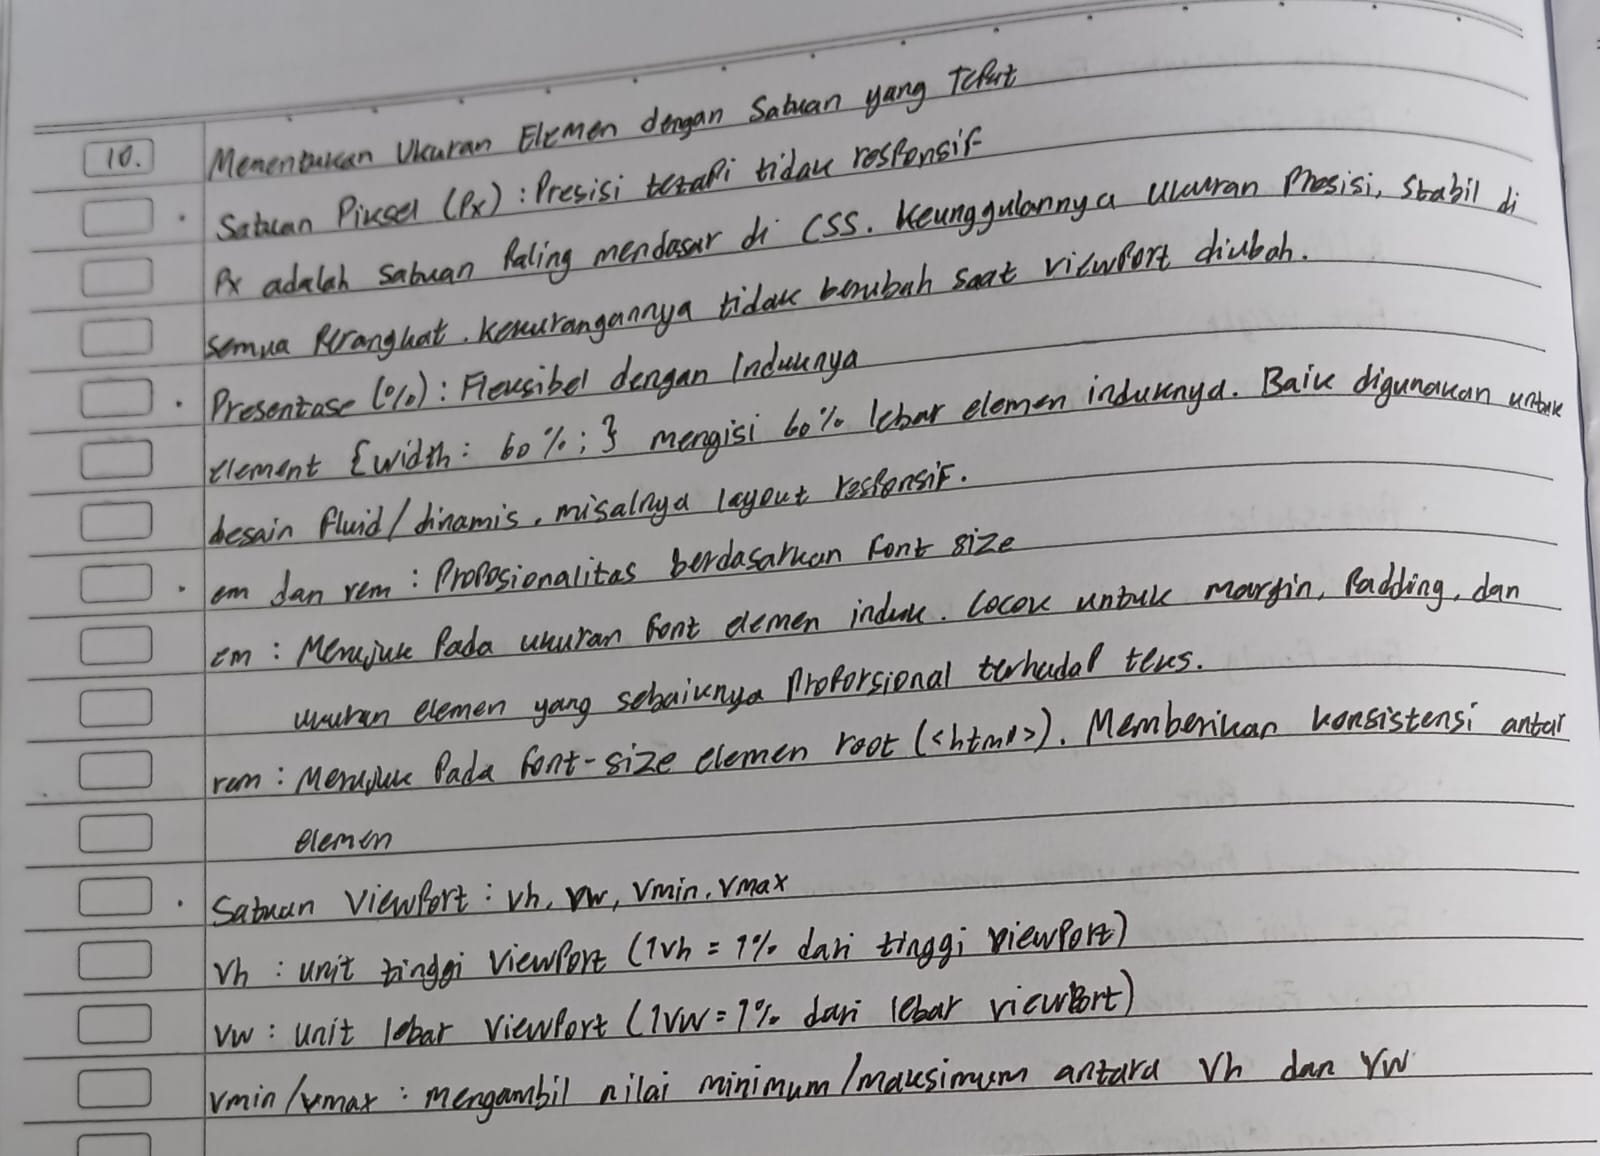 10. Menentukan Ukuran Elemen dengan Satuan yang Tepat
• Satuan Piksel (Px) : Presisi tetapi tidak responsif
Px adalah satuan paling mendasar di CSS. Keunggulannya ukuran presisi, stabil di
semua perangkat. Kekurangannya tidak berubah saat viewport diubah.
• Presentase (%) : Fleksibel dengan Induknya
element {width : 60%; } mengisi 60% lebar elemen induknya. Baik digunakan untuk
desain fluid/dinamis, misalnya layout responsif.
• em dan rem : Proposionalitas berdasarkan font size
em : Merujuk pada ukuran font elemen induk. Cocok untuk margin, padding, dan
ukuran elemen yang sebaiknya proporsional terhadap teks.
rem : Merujuk pada font-size elemen root (<html>). Memberikan konsistensi antar
elemen
• Satuan Viewport : vh, vw, vmin, vmax
vh : unit tinggi viewport (1vh = 1% dari tinggi viewport)
vw : unit lebar viewport (1vw = 1% dari lebar viewport)
vmin/vmax : mengambil nilai minimum/maksimum antara vh dan vw